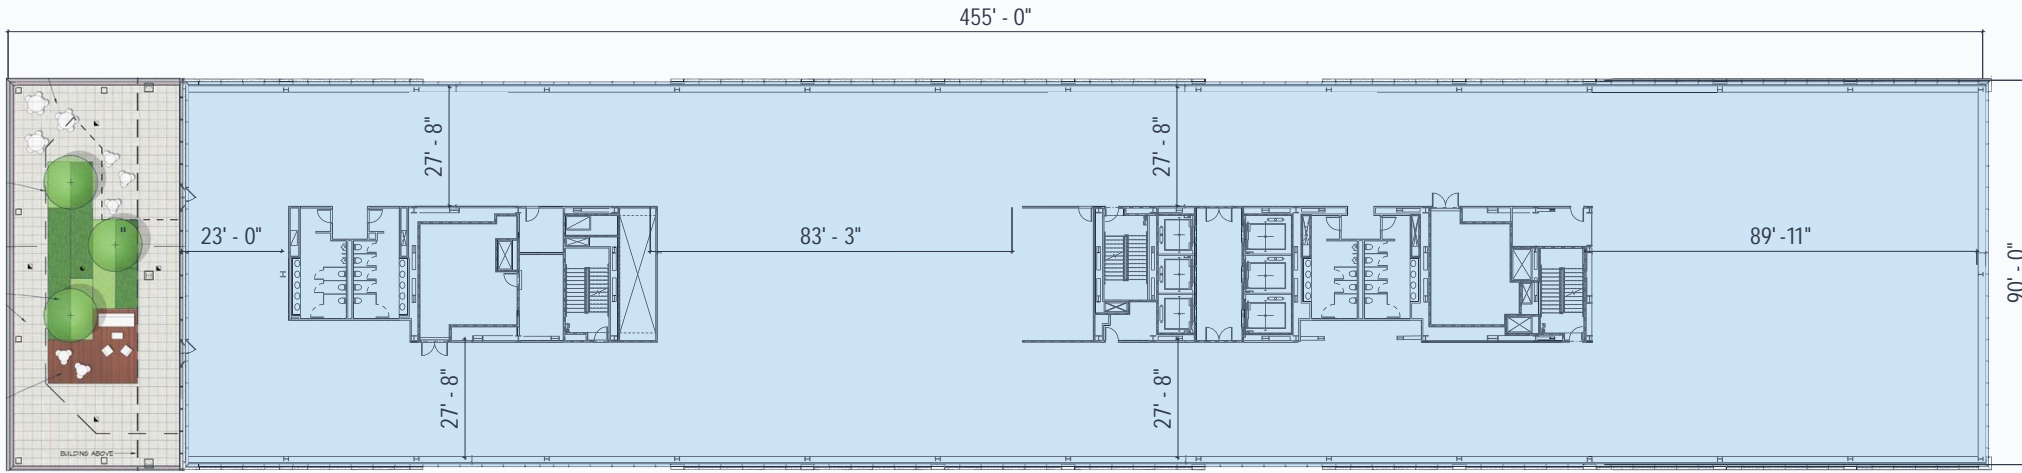 455' - 0"
27' - 8"
27' - 8"
23' - 0"
83' - 3"
89' -11"
90' - 0"
27' - 8"
27' - 8"
BUILDING ABOVE